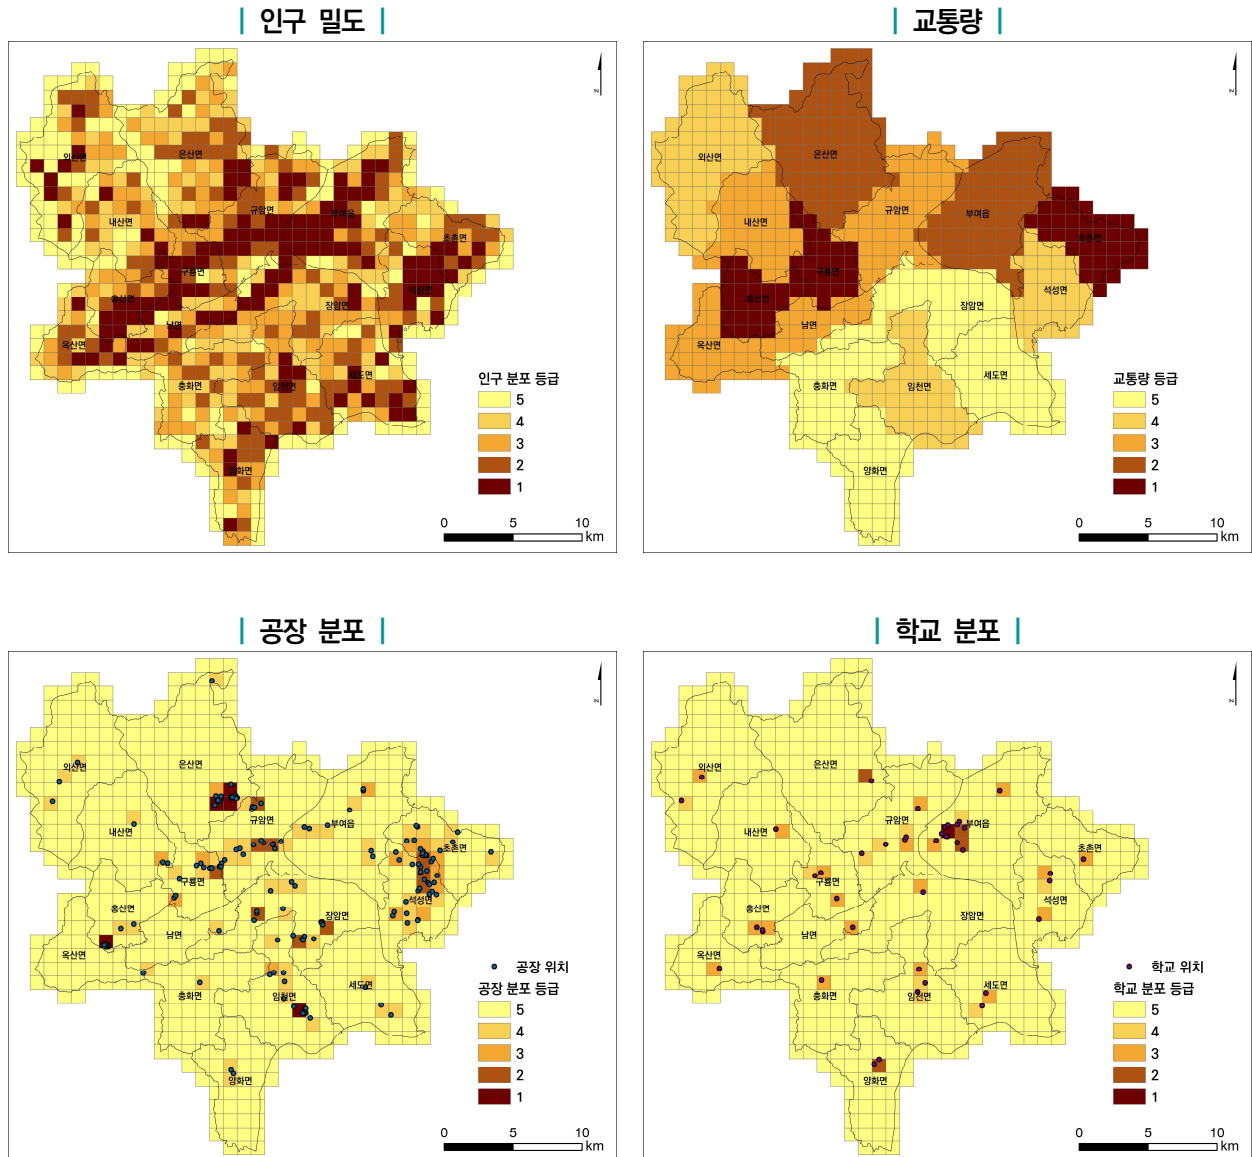 인구 밀도
외산면
은산면
내산면
규암면
부여읍
초촌면
구룡면
홍산면
석성면
장암면
남면
옥산면
충화면
임천면
세도면
양화면
인구 분포 등급
5
4
3
2
1
0 5 10
km
N
교통량
외산면
은산면
내산면
규암면
부여읍
초촌면
구룡면
홍산면
석성면
장암면
남면
옥산면
충화면
임천면
세도면
양화면
교통량 등급
5
4
3
2
1
0 5 10
km
N
공장 분포
외산면
은산면
내산면
규암면
부여읍
초촌면
구룡면
홍산면
석성면
장암면
남면
옥산면
충화면
임천면
세도면
양화면
공장 위치
공장 분포 등급
5
4
3
2
1
0 5 10
km
N
학교 분포
외산면
은산면
내산면
규암면
부여읍
초촌면
구룡면
홍산면
석성면
장암면
남면
옥산면
충화면
임천면
세도면
양화면
학교 위치
학교 분포 등급
5
4
3
2
1
0 5 10
km
N